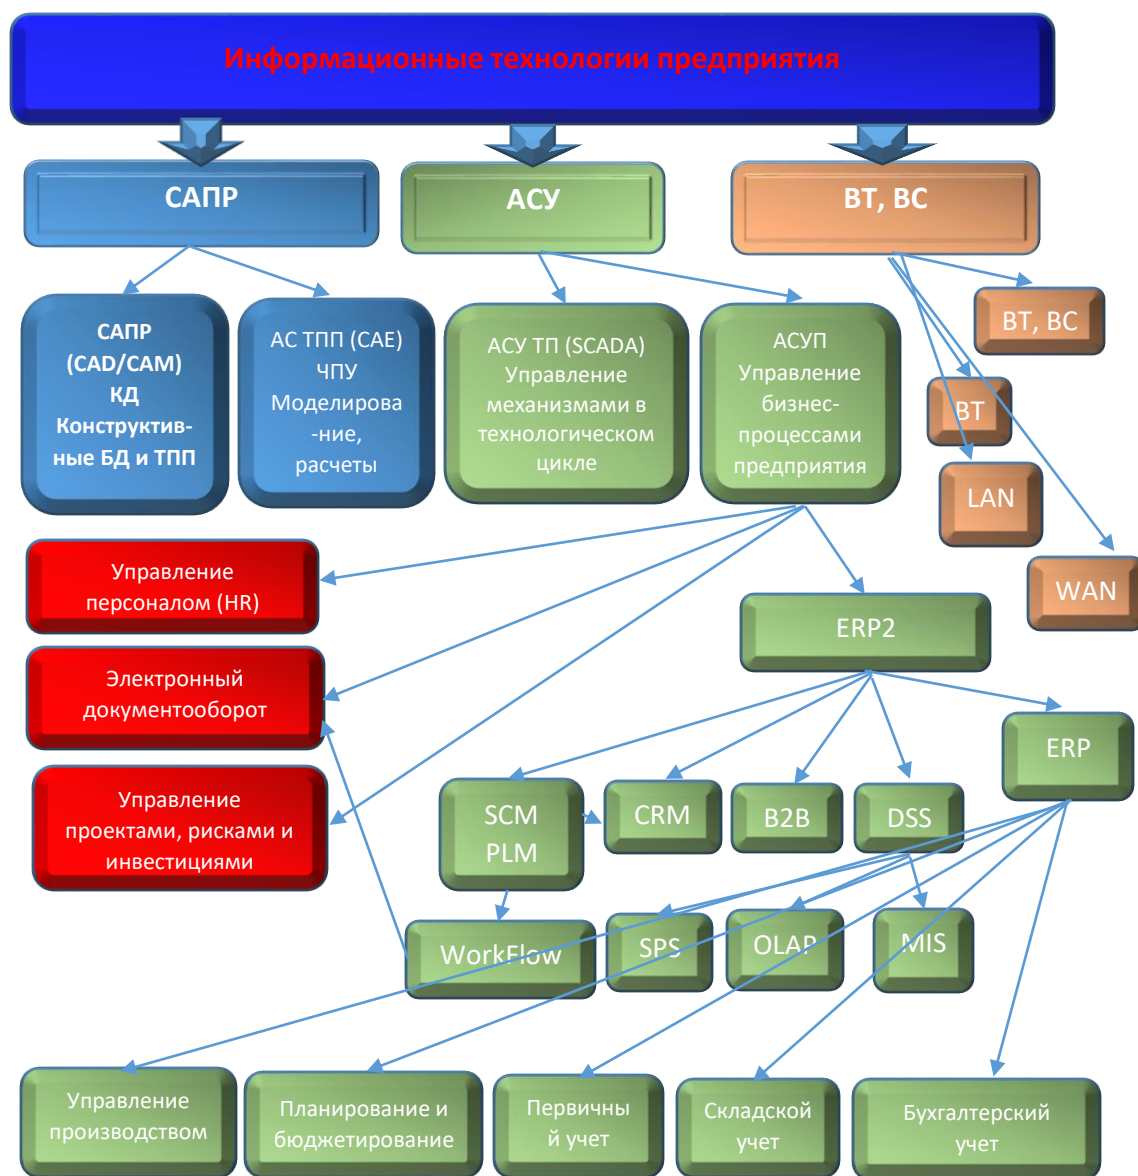 Информационные технологии предприятия
САПР
АСУ
ВТ, ВС
САПР
(CAD/CAM)
КД
Конструктив-
ные БД и ТПП
АС ТПП (CAE)
ЧПУ
Моделирова
-ние,
расчеты
АСУ ТП (SCADA)
Управление
механизмами в
технологическом
цикле
АСУП
Управление
бизнес-
процессами
предприятия
ВТ, ВС
ВТ
LAN
WAN
Управление
персоналом (HR)
Электронный
документооборот
Управление
проектами, рисками и
инвестициями
ERP2
ERP
SCM
PLM
CRM
B2B
DSS
WorkFlow
SPS
OLAP
MIS
Управление
производством
Планирование и
бюджетирование
Первичны
й учет
Складской
учет
Бухгалтерский
учет